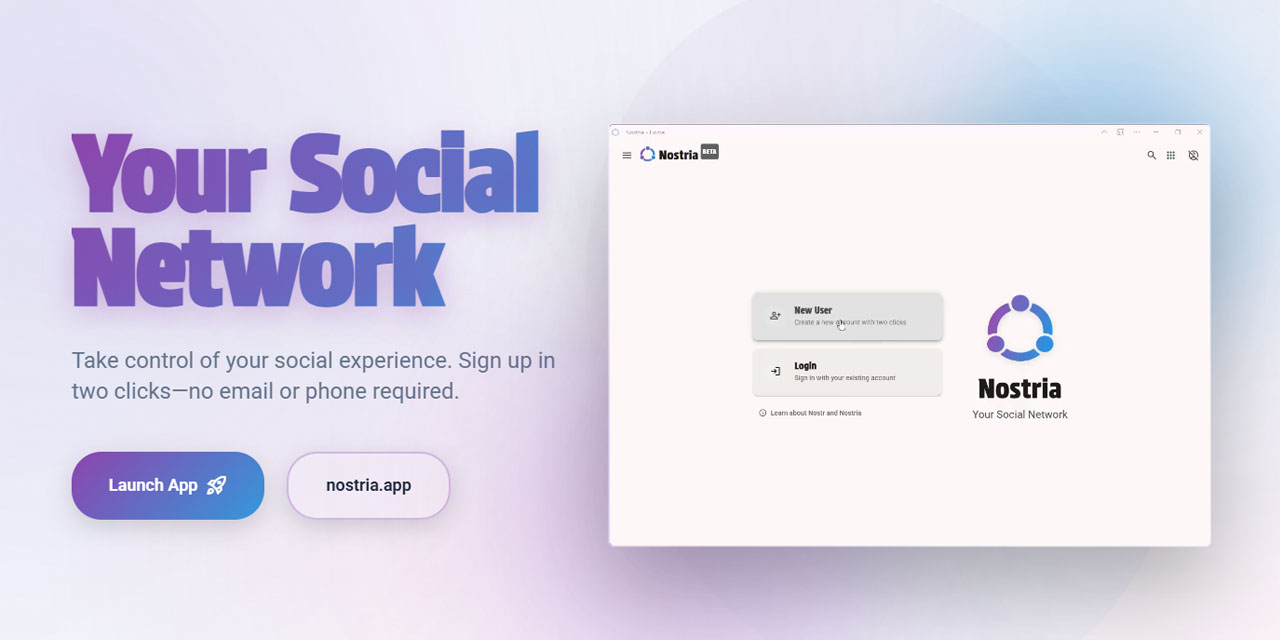 Your Social
Network
Take control of your social experience. Sign up in
two clicks—no email or phone required.
Launch App
nostria.app
Nostria - Home
Nostria BETA
New User
Create a new account with two clicks
Login
Sign in with your existing account
Learn about Nostr and Nostria
Nostria
Your Social Network